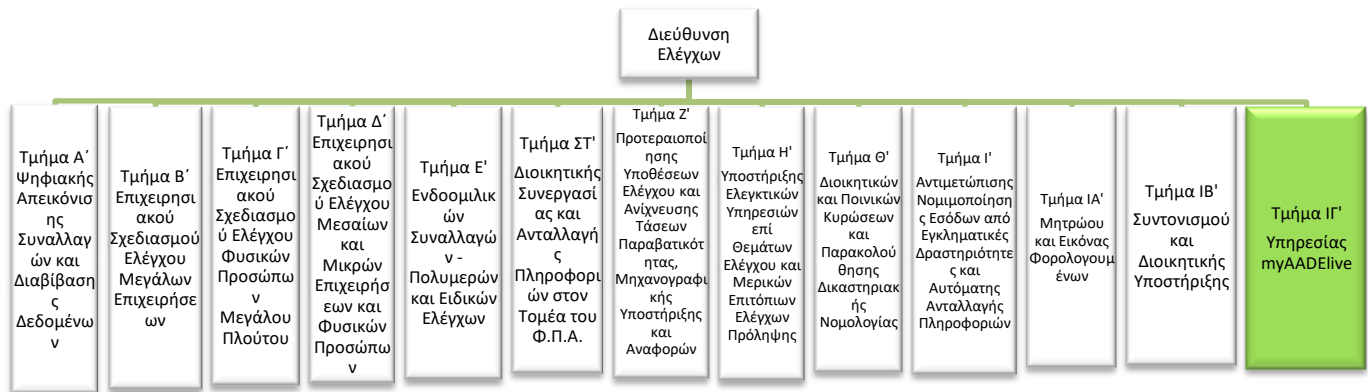 Διεύθυνση
Ελέγχων
Τμήμα Α΄
Ψηφιακής
Απεικόνισ
ης
Συναλλαγ
ών και
Διαβίβαση
ς
Δεδομένω
ν
Τμήμα Β΄
Επιχειρησι
ακού
Σχεδιασμού
Ελέγχου
Μεγάλων
Επιχειρήσε
ων
Τμήμα Γ΄
Επιχειρησι
ακού
Σχεδιασμο
ύ Ελέγχου
Φυσικών
Προσώπω
ν
Μεγάλου
Πλούτου
Τμήμα Δ΄
Επιχειρησι
ακού
Σχεδιασμο
ύ Ελέγχου
Μεσαίων
και
Μικρών
Επιχειρήσ
εων και
Φυσικών
Προσώπω
ν
Τμήμα Ε'
Ενδοομιλικ
ών
Συναλλαγώ
ν -
Πολυμερών
και Ειδικών
Ελέγχων
Τμήμα ΣΤ'
Διοικητικής
Συνεργασί
ας και
Ανταλλαγή
ς
Πληροφορι
ών στον
Τομέα του
Φ.Π.Α.
Τμήμα Ζ'
Προτεραιοποί
ησης
Υποθέσεων
Ελέγχου και
Ανίχνευσης
Τάσεων
Παραβατικότ
ητας,
Μηχανογραφι
κής
Υποστήριξης
και
Αναφορών
Τμήμα Η'
Υποστήριξης
Ελεγκτικών
Υπηρεσιών
επί
Θεμάτων
Ελέγχου και
Μερικών
Επιτόπιων
Ελέγχων
Πρόληψης
Τμήμα Θ'
Διοικητικών
και Ποινικών
Κυρώσεων
και
Παρακολού
θησης
Δικαστηριακ
ής
Νομολογίας
Τμήμα Ι'
Αντιμετώπισης
Νομιμοποίηση
ς Εσόδων από
Εγκληματικές
Δραστηριότητε
ς και
Αυτόματης
Ανταλλαγής
Πληροφοριών
Τμήμα ΙΑ'
Μητρώου
και Εικόνας
Φορολογουμ
ένων
Τμήμα ΙΒ'
Συντονισμού
και
Διοικητικής
Υποστήριξης
Τμήμα ΙΓ'
Υπηρεσίας
myAADElive